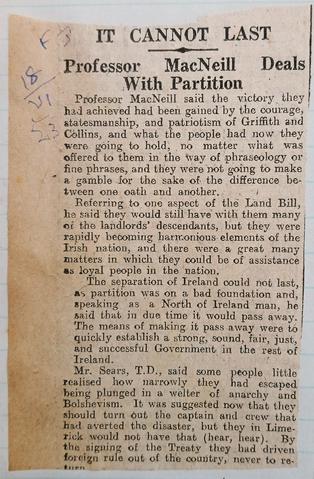 F8
18/VI/23
IT CANNOT LAST
Professor MacNeill Deals
With Partition
Professor MacNeill said the victory they
had achieved had been gained by the courage,
statesmanship, and patriotism of Griffith and
Collins, and what the people had now they
were going to hold, no matter what was
offered to them in the way of phraseology or
fine phrases, and they were not going to make
a gamble for the sake of the difference be-
tween one oath and another.
Referring to one aspect of the Land Bill,
he said they would still have with them many
of the landlords' descendants, but they were
rapidly becoming harmonious elements of the
Irish nation, and there were a great many
matters in which they could be of assistance
as loyal people in the nation.
The separation of Ireland could not last,
as partition was on a bad foundation and,
speaking as a North of Ireland man, he
said that in due time it would pass away.
The means of making it pass away were to
quickly establish a strong, sound, fair, just,
and successful Government in the rest of
Ireland.
Mr. Sears, T.D., said some people little
realised how narrowly they had escaped
being plunged in a welter of anarchy and
Bolshevism. It was suggested now that they
should turn out the captain and crew that
had averted the disaster, but they in Lime-
rick would not have that (hear, hear). By
the signing of the Treaty they had driven
foreign rule out of the country, never to re-
turn